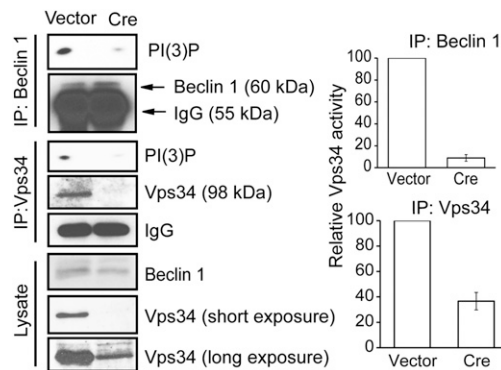 Vector Cre
IP: Beclin 1
PI(3)P
Beclin 1 (60 kDa)
IgG (55 kDa)
IP:Vps34
PI(3)P
Vps34 (98 kDa)
IgG
Lysate
Beclin 1
Vps34 (short exposure)
Vps34 (long exposure)
Relative Vps34 activity
IP: Beclin 1
100
80
60
40
20
0
Vector Cre
IP: Vps34
100
80
60
40
20
0
Vector Cre